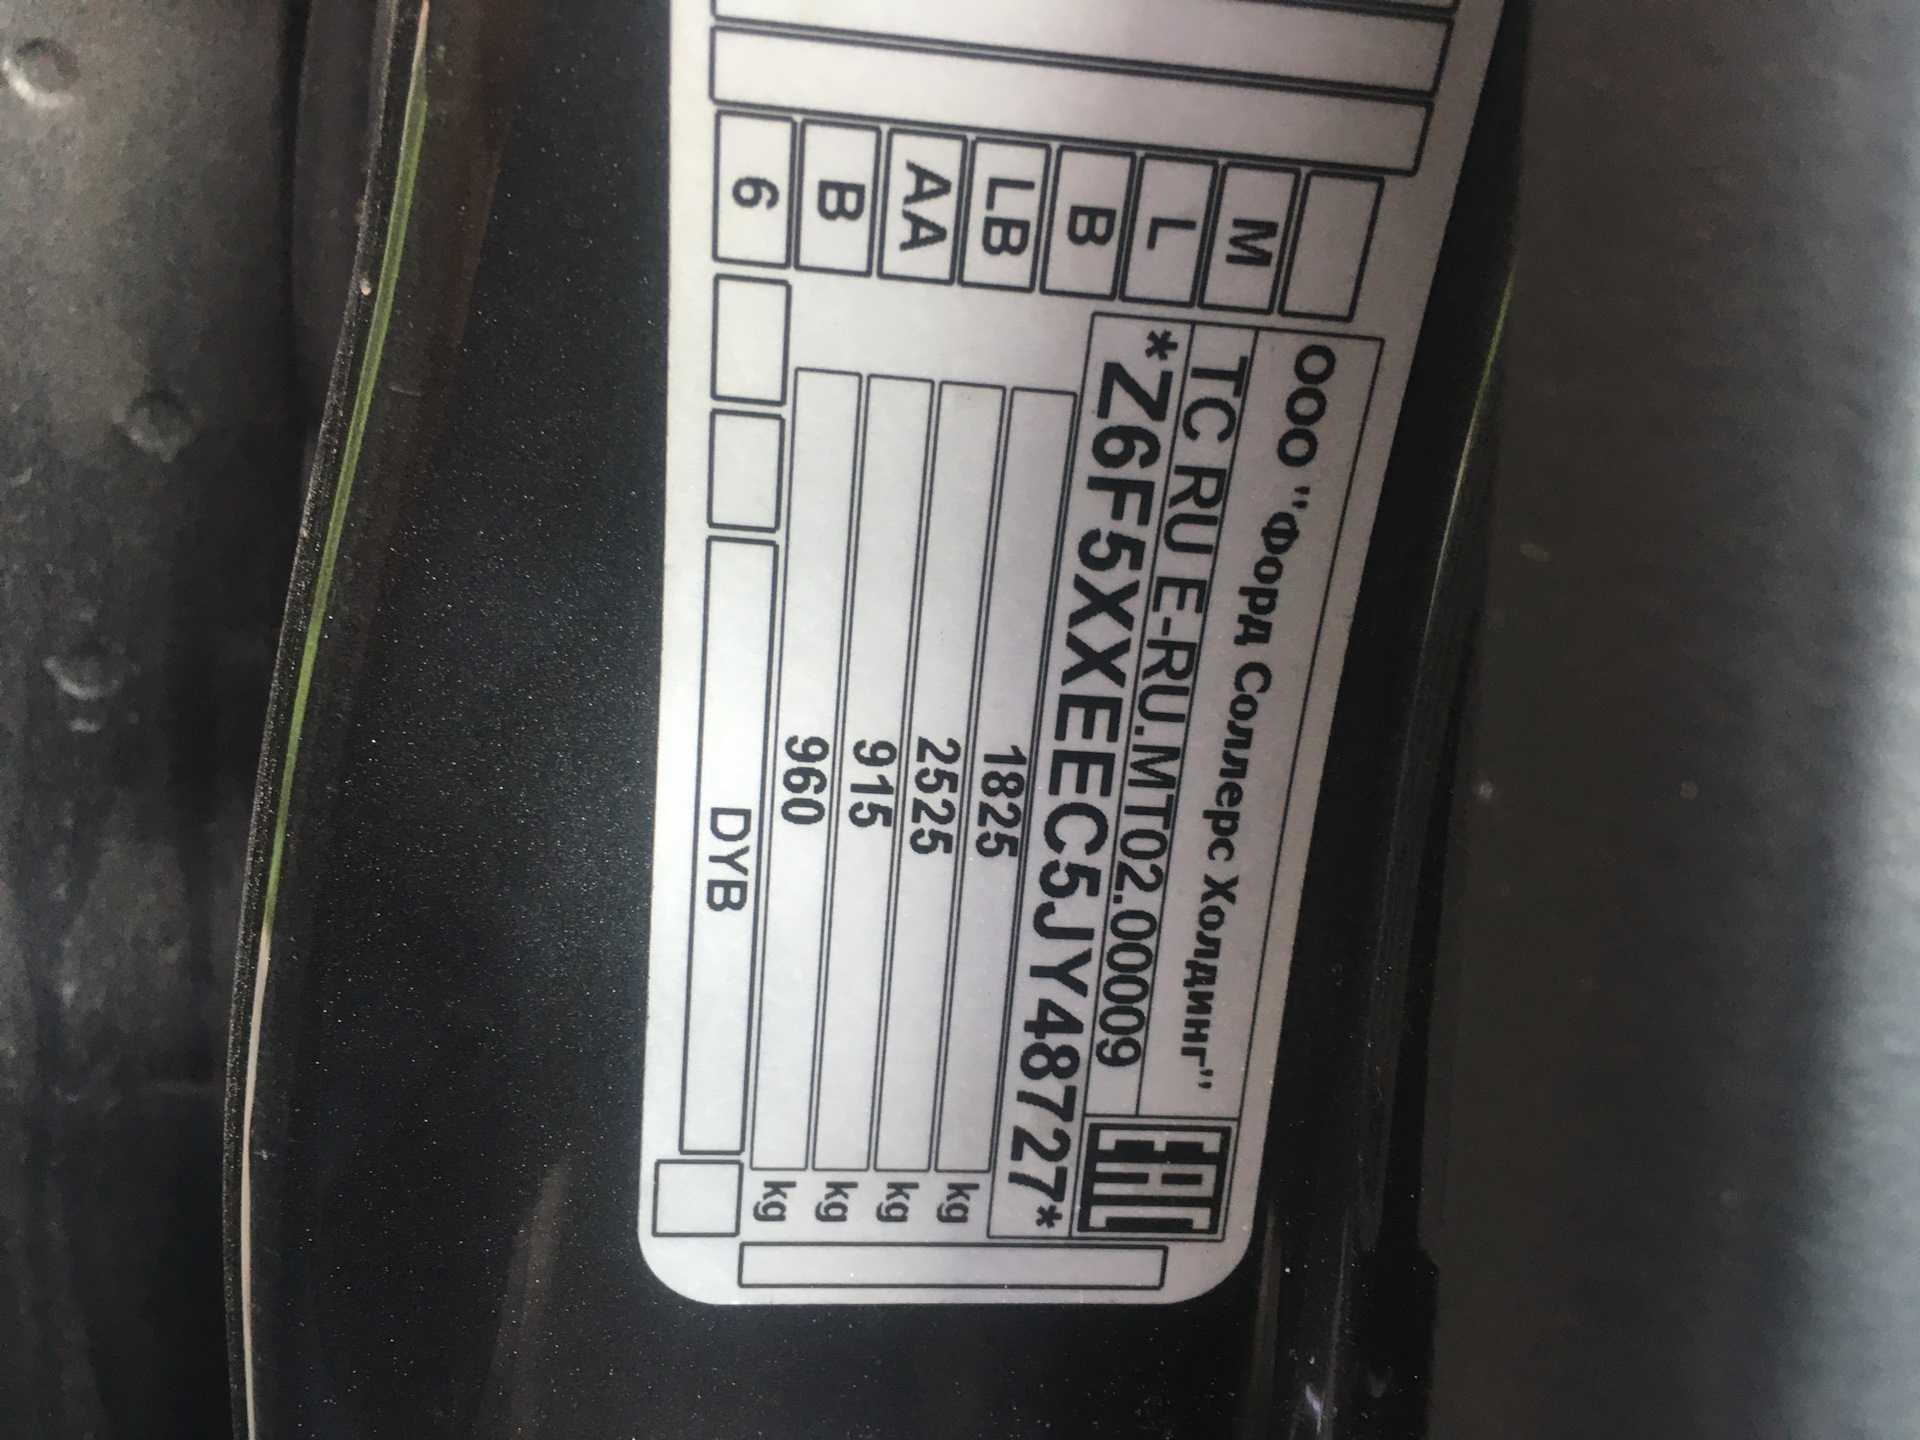 ООО "Форд Соллерс Холдинг"
TC RU E-RU.MT02.00009
EAC
*Z6F5XXEEC5JY48727*
1825 kg
2525 kg
915 kg
960 kg
DYB
M
L
B
LB
AA
B
6